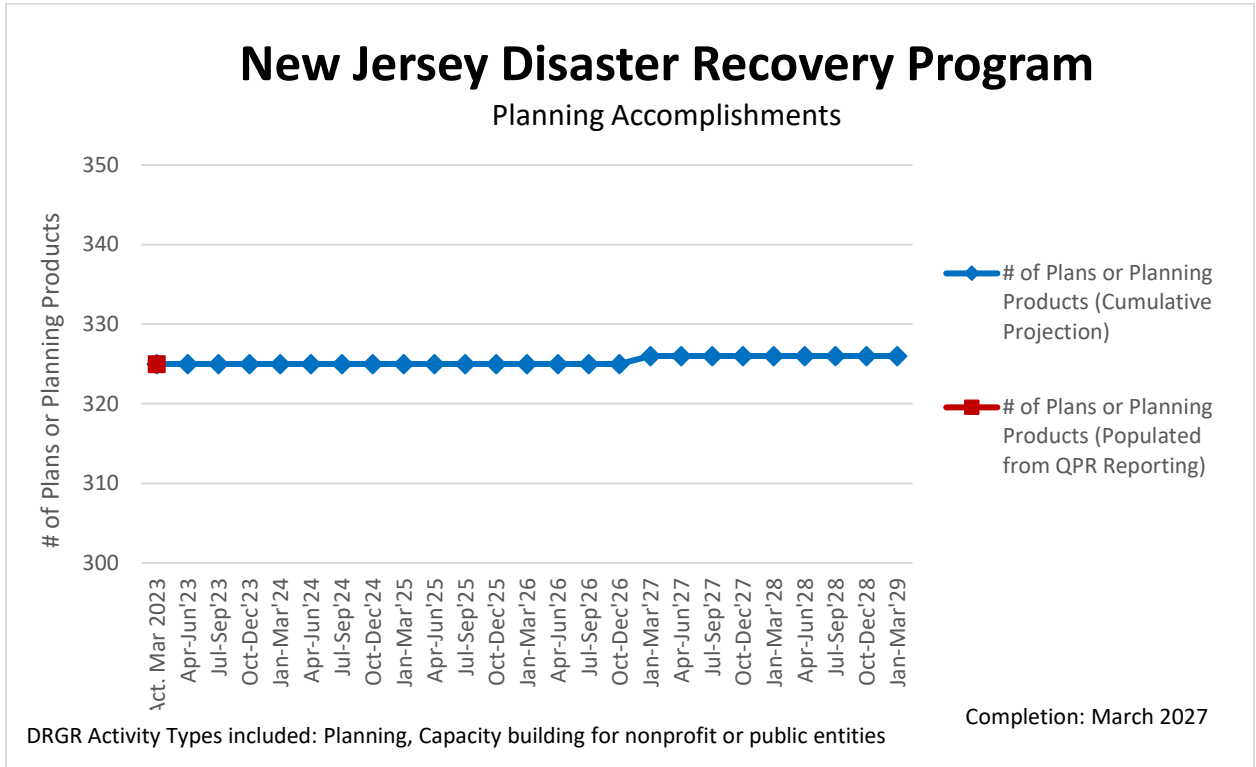 New Jersey Disaster Recovery Program
Planning Accomplishments
# of Plans or Planning Products
350
340
330
320
310
300
Act. Mar 2023
Apr-Jun'23
Jul-Sep'23
Oct-Dec'23
Jan-Mar'24
Apr-Jun'24
Jul-Sep'24
Oct-Dec'24
Jan-Mar'25
Apr-Jun'25
Jul-Sep'25
Oct-Dec'25
Jan-Mar'26
Apr-Jun'26
Jul-Sep'26
Oct-Dec'26
Jan-Mar'27
Apr-Jun'27
Jul-Sep'27
Oct-Dec'27
Jan-Mar'28
Apr-Jun'28
Jul-Sep'28
Oct-Dec'28
Jan-Mar'29
# of Plans or Planning
Products (Cumulative
Projection)
# of Plans or Planning
Products (Populated
from QPR Reporting)
Completion: March 2027
DRGR Activity Types included: Planning, Capacity building for nonprofit or public entities